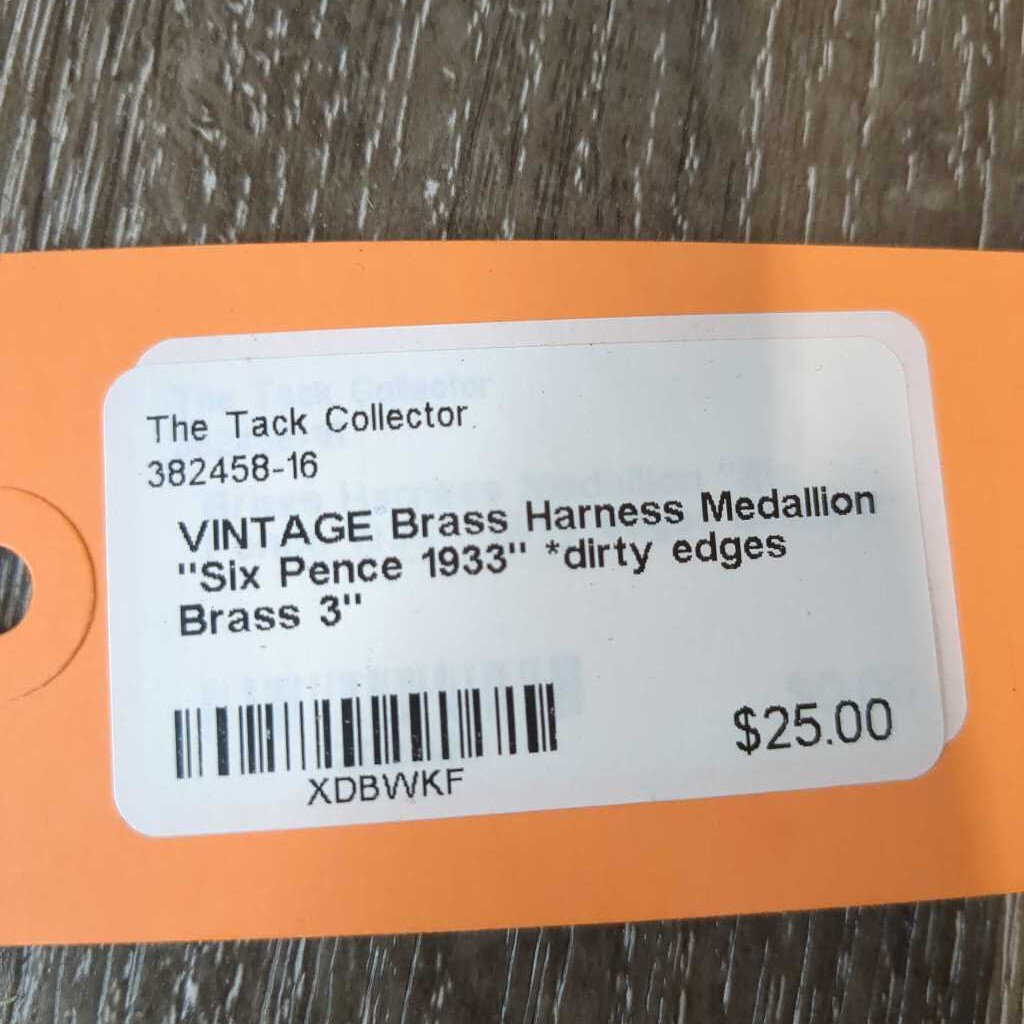 The Tack Collector
382458-16
VINTAGE Brass Harness Medallion
"Six Pence 1933" *dirty edges
Brass 3"
XDBWKF
$25.00